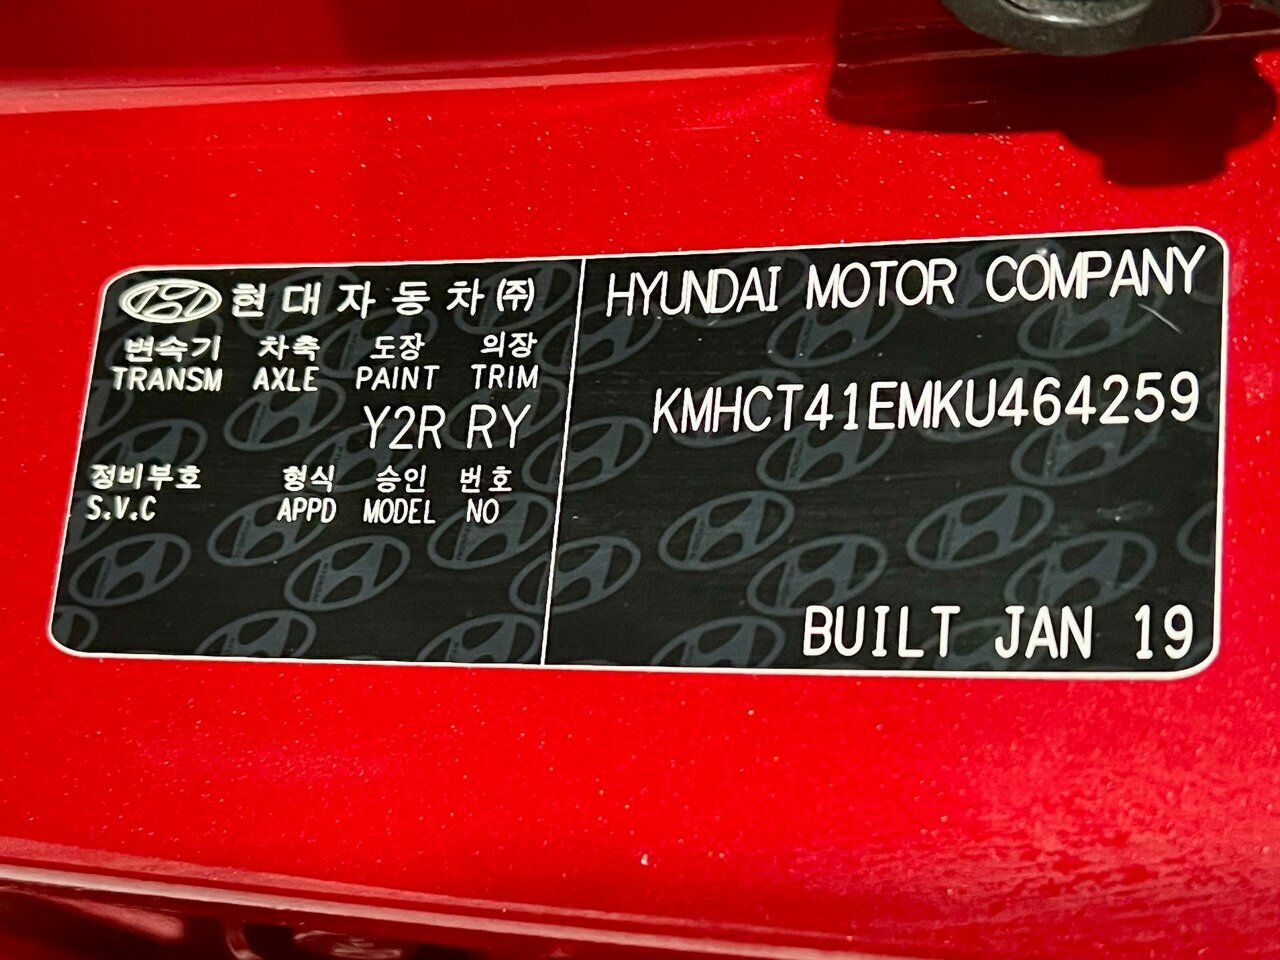 현대자동차(주)
변속기 차축 도장 의장
TRANSM AXLE PAINT TRIM
Y2R RY
정비부호 형식 승인 번호
S.V.C APPD MODEL NO
HYUNDAI MOTOR COMPANY
KMHCT41EMKU464259
BUILT JAN 19